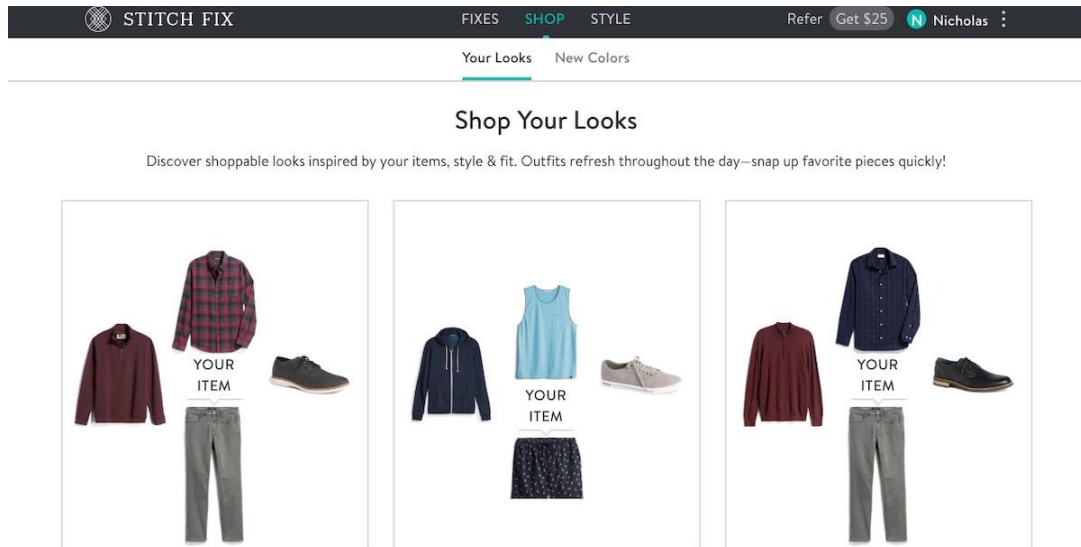 STITCH FIX
FIXES SHOP STYLE
Refer Get $25 N Nicholas
Your Looks New Colors
Shop Your Looks
Discover shoppable looks inspired by your items, style & fit. Outfits refresh throughout the day—snap up favorite pieces quickly!
YOUR
ITEM
YOUR
ITEM
YOUR
ITEM